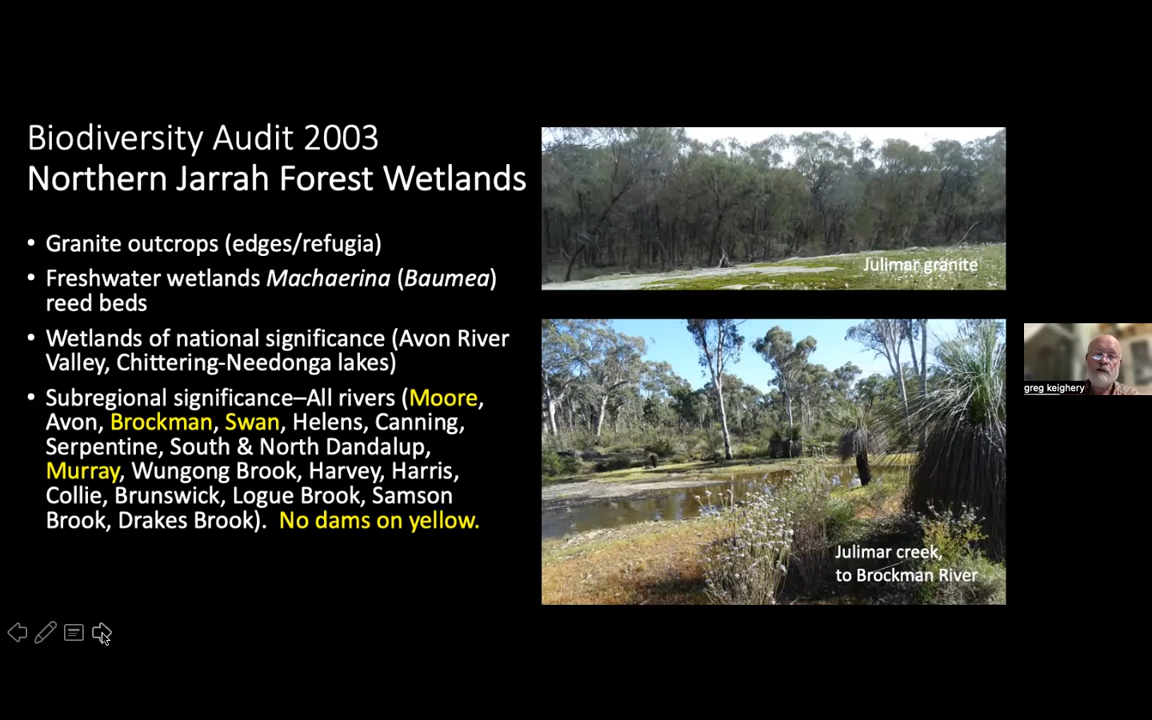 Biodiversity Audit 2003
Northern Jarrah Forest Wetlands
• Granite outcrops (edges/refugia)
• Freshwater wetlands Machaerina (Baumea)
reed beds
• Wetlands of national significance (Avon River
Valley, Chittering-Needonga lakes)
• Subregional significance–All rivers (Moore,
Avon, Brockman, Swan, Helens, Canning,
Serpentine, South & North Dandalup,
Murray, Wungong Brook, Harvey, Harris,
Collie, Brunswick, Logue Brook, Samson
Brook, Drakes Brook). No dams on yellow.
Julimar granite
Julimar creek,
to Brockman River
greg keighery